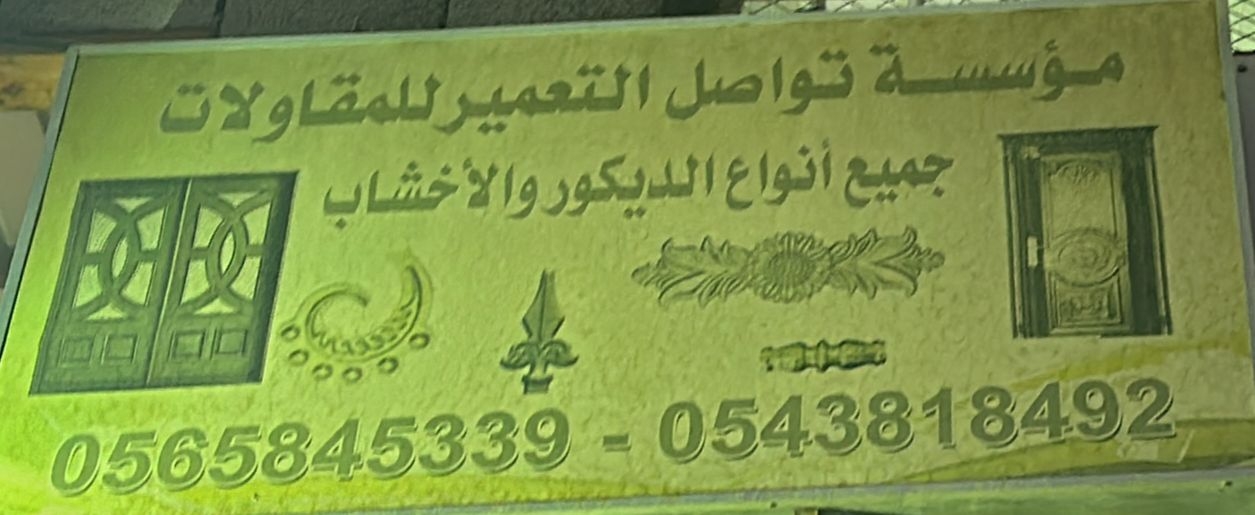 مؤسسة تواصل التعمير للمقاولات
جميع أنواع الديكور والأخشاب
0565845339 - 0543818492